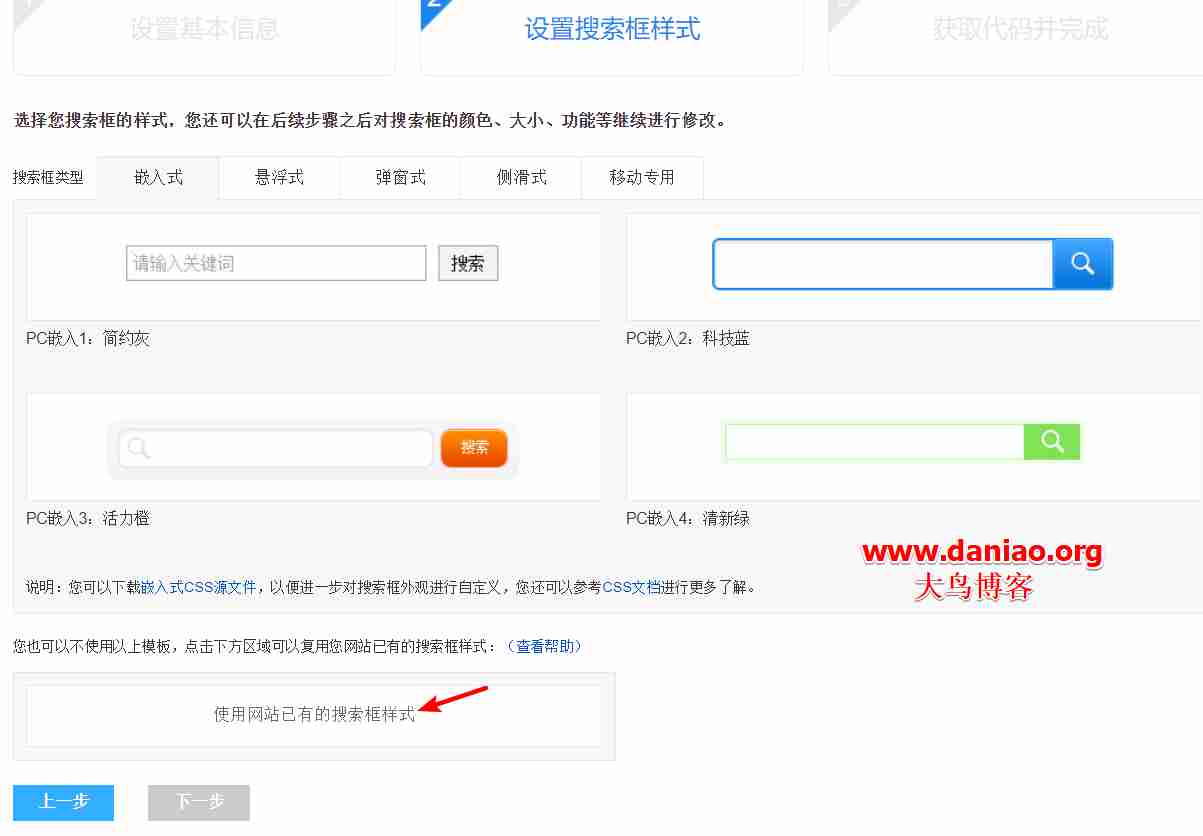 设置基本信息
2
设置搜索框样式
获取代码并完成
选择您搜索框的样式，您还可以在后续步骤之后对搜索框的颜色、大小、功能等继续进行修改。
搜索框类型 嵌入式 悬浮式 弹窗式 侧滑式 移动专用
请输入关键词 搜索
PC嵌入1：简约灰 PC嵌入2：科技蓝
搜索
PC嵌入3：活力橙 PC嵌入4：清新绿
www.daniao.org
大鸟博客
说明：您可以下载嵌入式CSS源文件，以便进一步对搜索框外观进行自定义，您还可以参考CSS文档进行更多了解。
您也可以不使用以上模板，点击下方区域可以复用您网站已有的搜索框样式：（查看帮助）
使用网站已有的搜索框样式
上一步 下一步